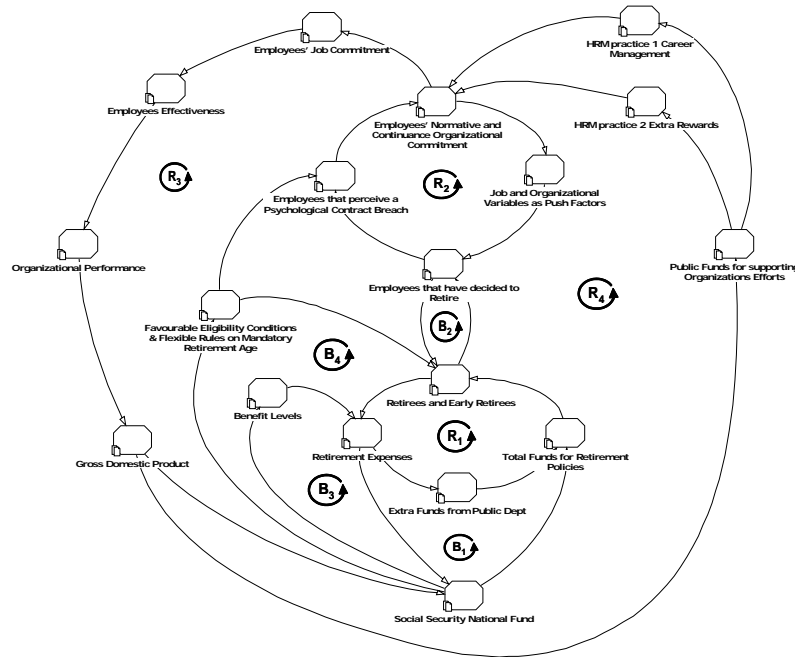 HRM practice 1 Career
Management
Employees' Job Commitment
Employees Effectiveness
HRM practice 2 Extra Rewards
Employees' Normative and
Continuance Organizational
Commitment
R3
R2
Employees that perceive a
Psychological Contract Breach
Job and Organizational
Variables as Push Factors
Organizational Performance
Public Funds for supporting
Organizations Efforts
Employees that have decided to
Retire
R4
Favourable Eligibility Conditions
& Flexible Rules on Mandatory
Retirement Age
B2
B4
Retirees and Early Retirees
Benefit Levels
R1
Retirement Expenses
Total Funds for Retirement
Policies
Gross Domestic Product
B3
Extra Funds from Public Dept
B1
Social Security National Fund